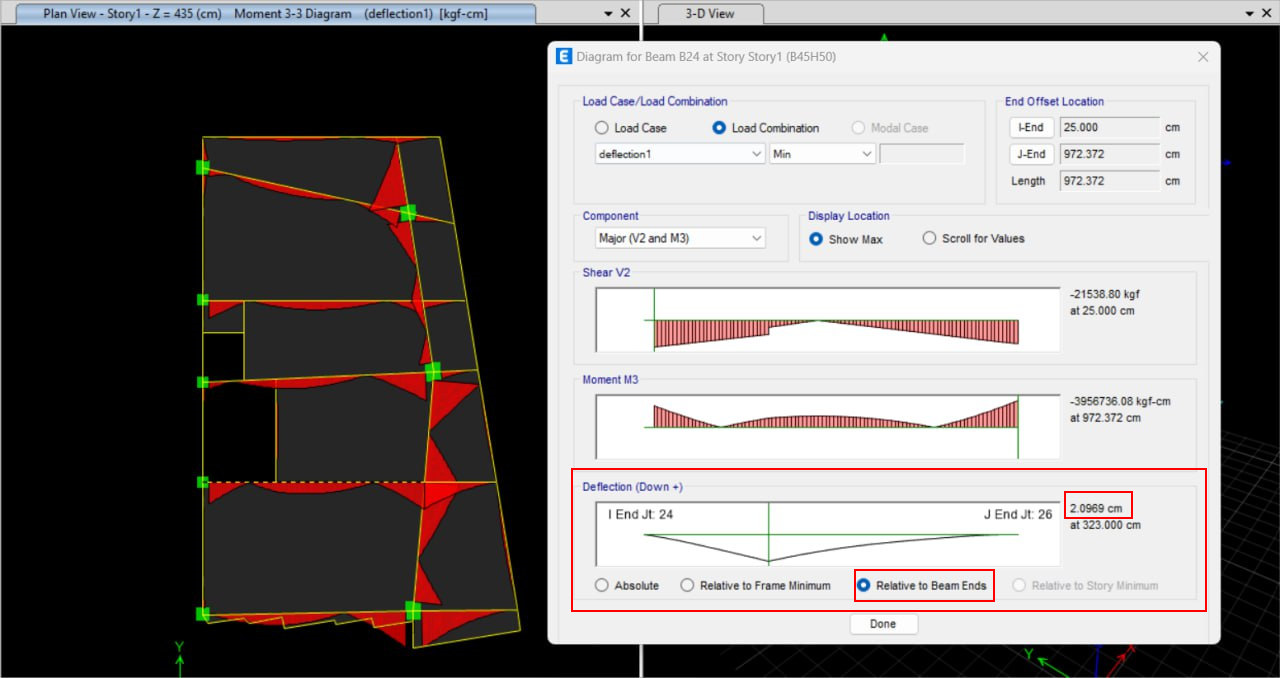 Plan View - Story1 - Z = 435 (cm) Moment 3-3 Diagram (deflection1) [kgf-cm]
3-D View
Diagram for Beam B24 at Story Story1 (B45H50)
Load Case/Load Combination
Load Case
Load Combination
Modal Case
deflection1
Min
End Offset Location
I-End 25.000 cm
J-End 972.372 cm
Length 972.372 cm
Component
Major (V2 and M3)
Display Location
Show Max
Scroll for Values
Shear V2
-21538.80 kgf
at 25.000 cm
Moment M3
-3956736.08 kgf-cm
at 972.372 cm
Deflection (Down +)
I End Jt: 24
J End Jt: 26
2.0969 cm
at 323.000 cm
Absolute
Relative to Frame Minimum
Relative to Beam Ends
Relative to Story Minimum
Done
Y
Y
X